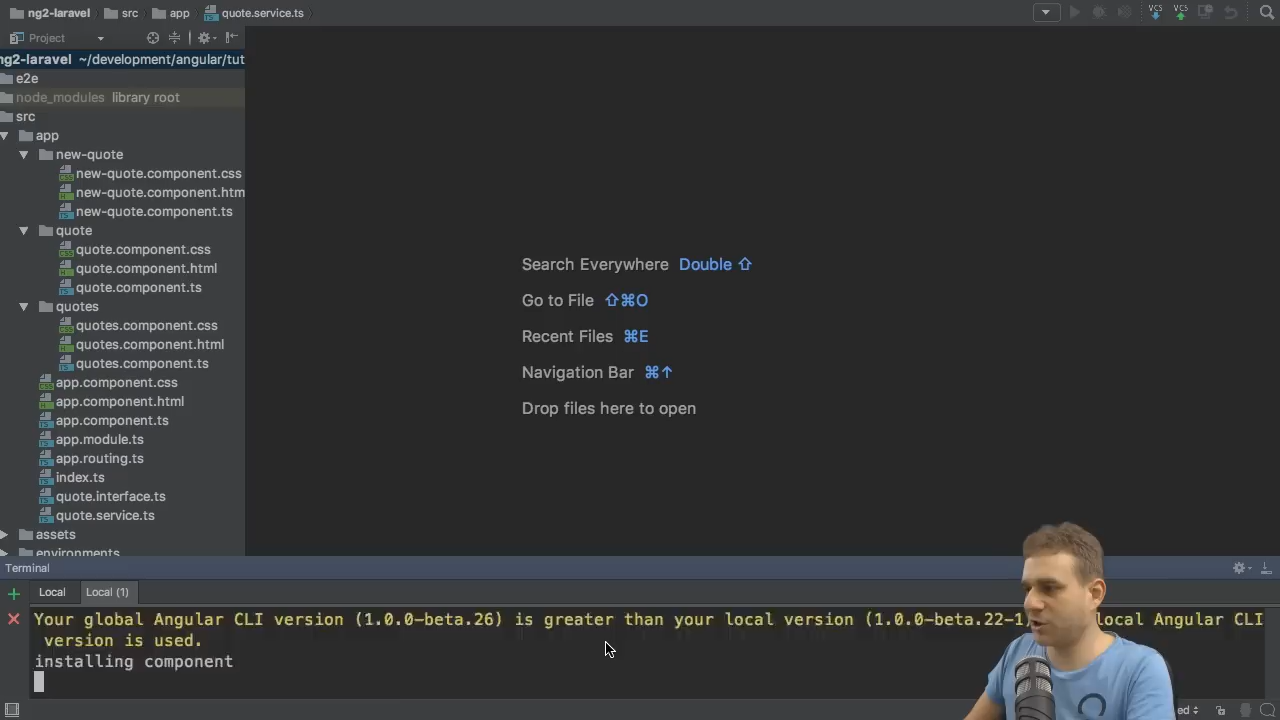 ng2-laravel src app quote.service.ts
VCS VCS
Project
ng2-laravel ~/development/angular/tut
e2e
node_modules library root
src
app
new-quote
new-quote.component.css
new-quote.component.htm
new-quote.component.ts
quote
quote.component.css
quote.component.html
quote.component.ts
quotes
quotes.component.css
quotes.component.html
quotes.component.ts
app.component.css
app.component.html
app.component.ts
app.module.ts
app.routing.ts
index.ts
quote.interface.ts
quote.service.ts
assets
environments
Search Everywhere Double ⇧
Go to File ⇧⌘O
Recent Files ⌘E
Navigation Bar ⌘↑
Drop files here to open
Terminal
Local Local (1)
Your global Angular CLI version (1.0.0-beta.26) is greater than your local version (1.0.0-beta.22-1 local Angular CLI
version is used.
installing component
ed